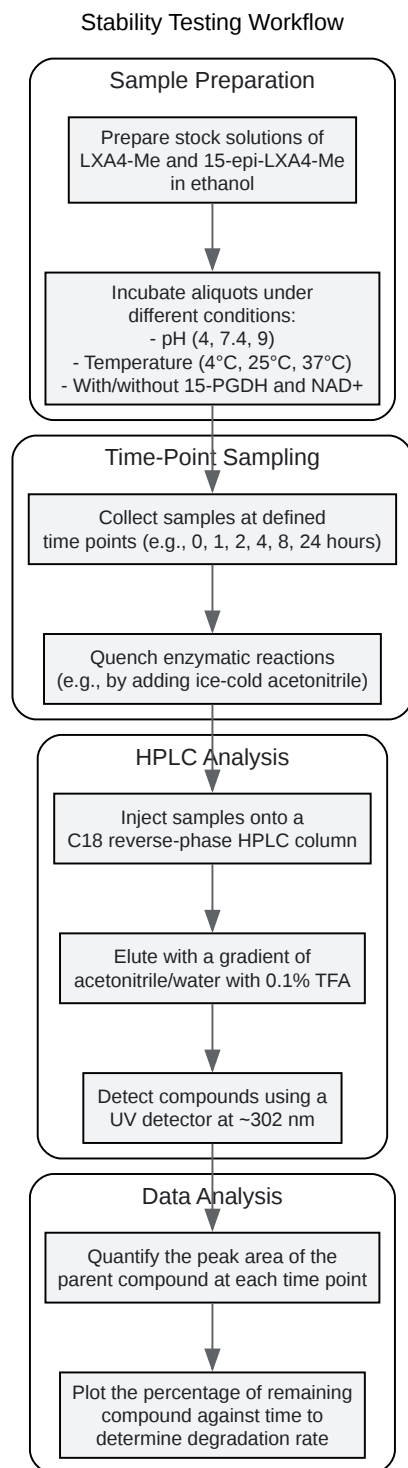 Stability Testing Workflow
Sample Preparation
Prepare stock solutions of
LXA4-Me and 15-epi-LXA4-Me
in ethanol
Incubate aliquots under
different conditions:
- pH (4, 7.4, 9)
- Temperature (4°C, 25°C, 37°C)
- With/without 15-PGDH and NAD+
Time-Point Sampling
Collect samples at defined
time points (e.g., 0, 1, 2, 4, 8, 24 hours)
Quench enzymatic reactions
(e.g., by adding ice-cold acetonitrile)
HPLC Analysis
Inject samples onto a
C18 reverse-phase HPLC column
Elute with a gradient of
acetonitrile/water with 0.1% TFA
Detect compounds using a
UV detector at ~302 nm
Data Analysis
Quantify the peak area of the
parent compound at each time point
Plot the percentage of remaining
compound against time to
determine degradation rate